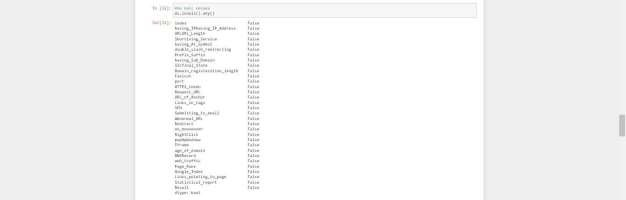 In [24]: #No null values
ds.isnull().any()
Out[24]: index False
having_IPhaving_IP_Address False
URLURL_Length False
Shortining_Service False
having_At_Symbol False
double_slash_redirecting False
Prefix_Suffix False
having_Sub_Domain False
SSLfinal_State False
Domain_registeration_length False
Favicon False
port False
HTTPS_token False
Request_URL False
URL_of_Anchor False
Links_in_tags False
SFH False
Submitting_to_email False
Abnormal_URL False
Redirect False
on_mouseover False
RightClick False
popUpWidnow False
Iframe False
age_of_domain False
DNSRecord False
web_traffic False
Page_Rank False
Google_Index False
Links_pointing_to_page False
Statistical_report False
Result False
dtype: bool